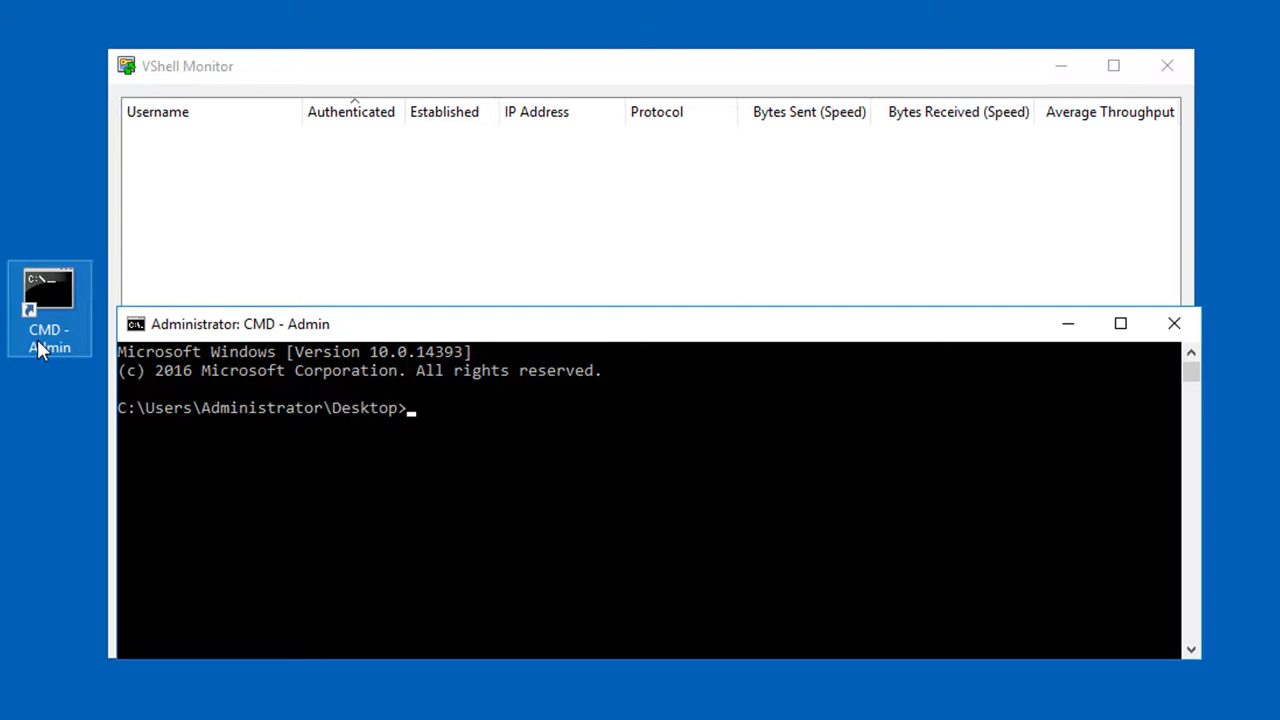 VShell Monitor
Username Authenticated Established IP Address Protocol Bytes Sent (Speed) Bytes Received (Speed) Average Throughput
C:\_
CMD -
Admin
Administrator: CMD - Admin
Microsoft Windows [Version 10.0.14393]
(c) 2016 Microsoft Corporation. All rights reserved.
C:\Users\Administrator\Desktop>